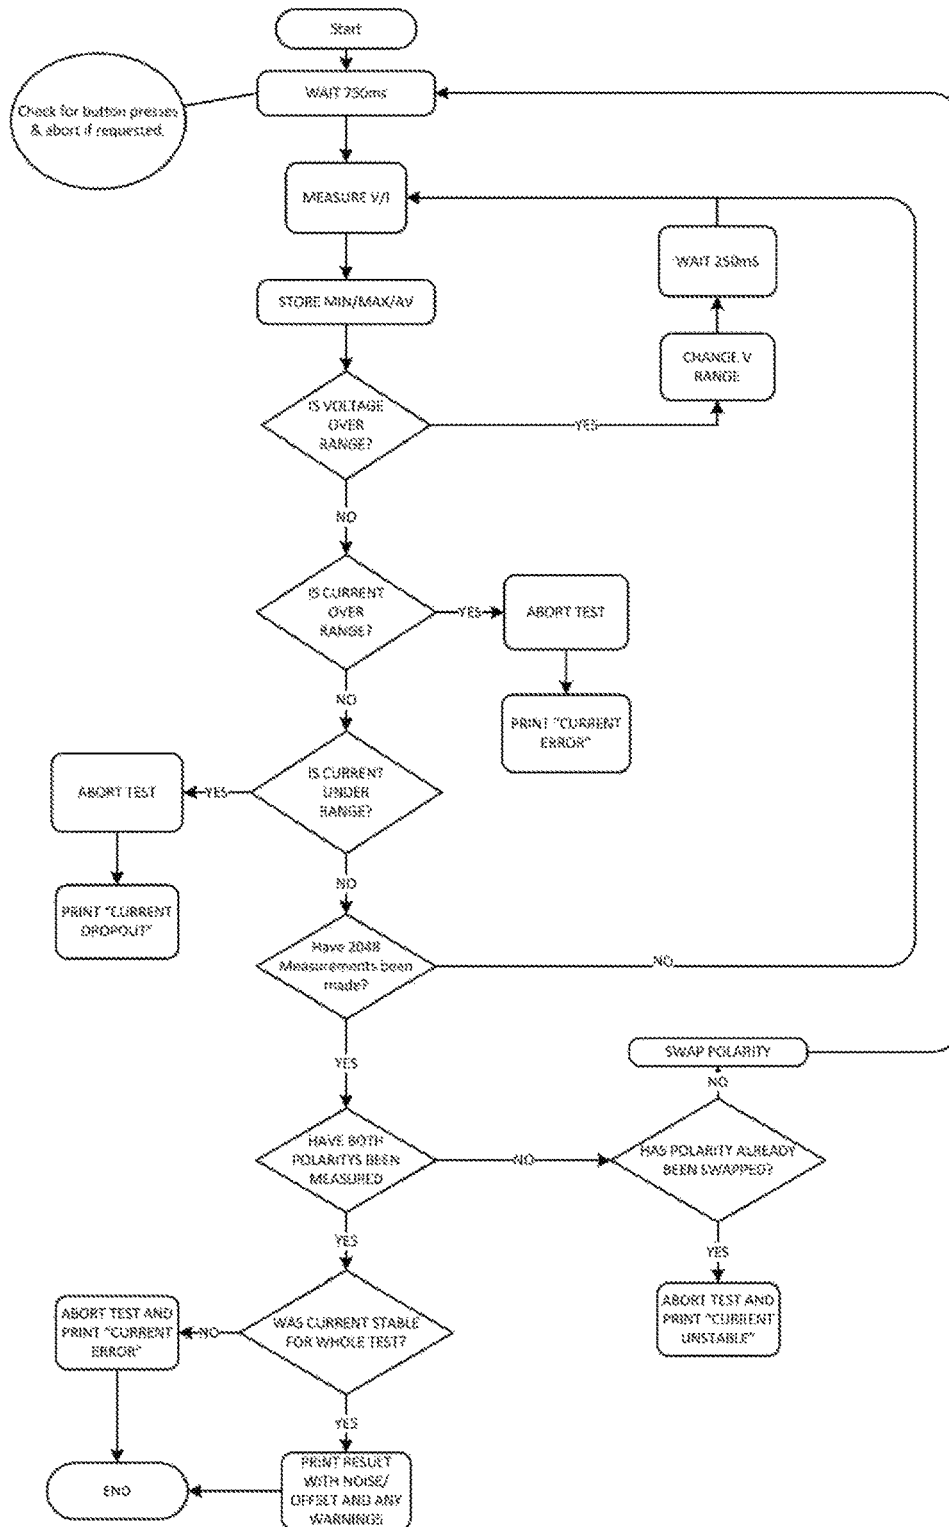 Start
WAIT 750ms
Check for button presses
& abort if requested.
MEASURE V/I
WAIT 250mS
STORE MIN/MAX/AV
CHANGE V
RANGE
IS VOLTAGE
OVER
RANGE?
YES
NO
IS CURRENT
OVER
RANGE?
YES
ABORT TEST
NO
PRINT "CURRENT
ERROR"
IS CURRENT
UNDER
RANGE?
YES
ABORT TEST
NO
PRINT "CURRENT
DROPOUT"
Have 2048
Measurements been
made?
NO
YES
SWAP POLARITY
NO
HAVE BOTH
POLARITYS BEEN
MEASURED
NO
HAS POLARITY ALREADY
BEEN SWAPPED?
YES
YES
ABORT TEST AND
PRINT "CURRENT
UNSTABLE"
WAS CURRENT STABLE
FOR WHOLE TEST?
NO
ABORT TEST AND
PRINT "CURRENT
ERROR"
YES
PRINT RESULT
WITH NOISE/
OFFSET AND ANY
WARNINGS
END